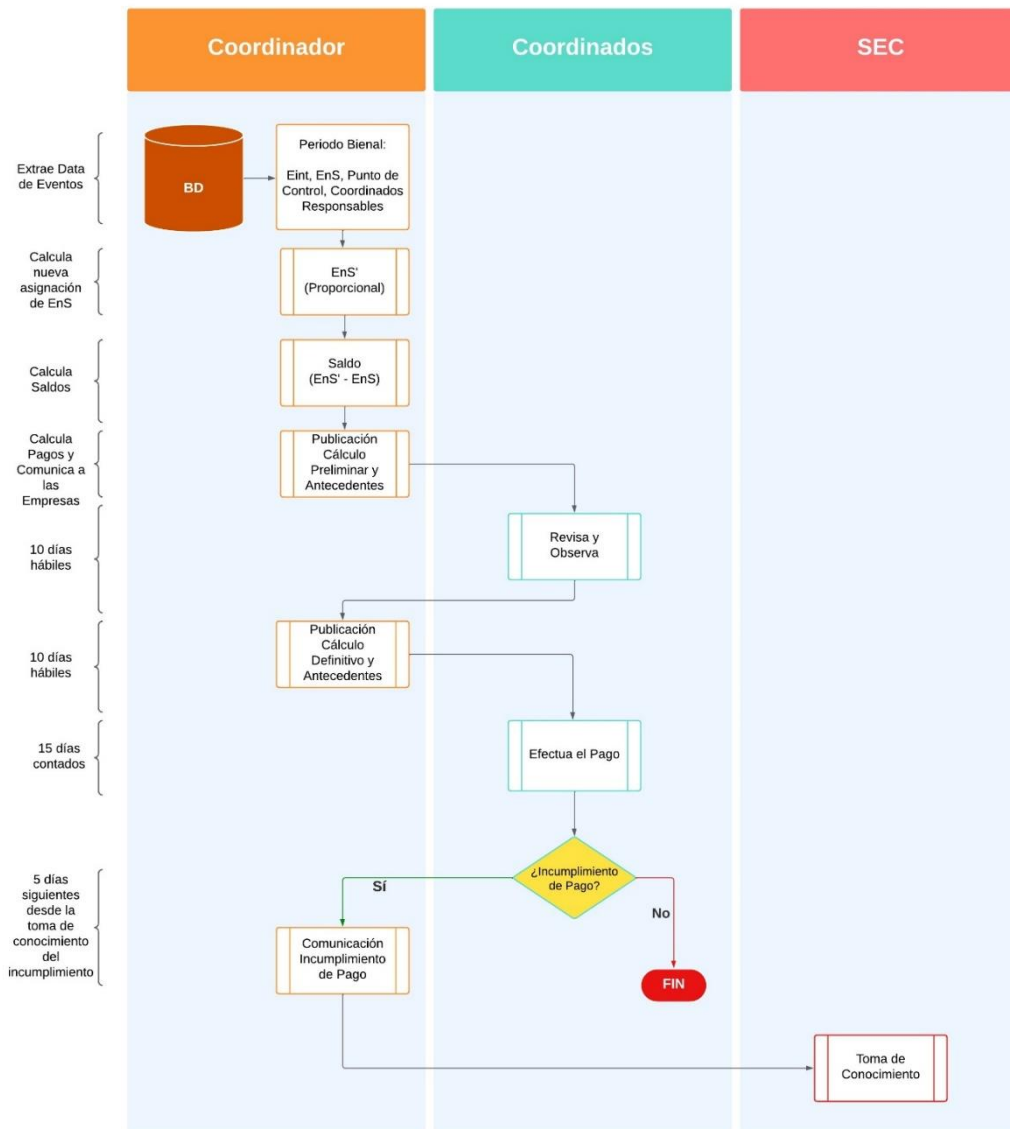 Coordinador
Coordinados
SEC
Extrae Data
de Eventos
BD
Periodo Bienal:
Eint, EnS, Punto de
Control, Coordinados
Responsables
Calcula
nueva
asignación
de EnS
EnS'
(Proporcional)
Calcula
Saldos
Saldo
(EnS' - EnS)
Calcula
Pagos y
Comunica a
las
Empresas
Publicación
Cálculo
Preliminar y
Antecedentes
10 días
hábiles
Revisa y
Observa
10 días
hábiles
Publicación
Cálculo
Definitivo y
Antecedentes
15 días
contados
Efectua el Pago
¿Incumplimiento
de Pago?
Sí
No
5 días
siguientes
desde la
toma de
conocimiento
del
incumplimiento
Comunicación
Incumplimiento
de Pago
FIN
Toma de
Conocimiento